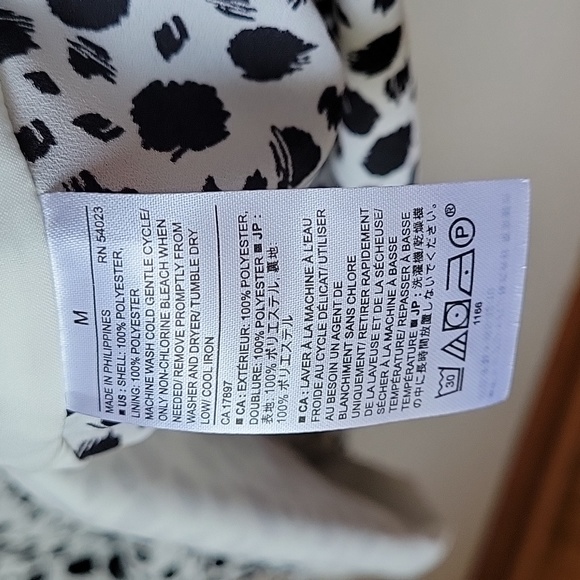 M
MADE IN PHILIPPINES RN 54023
■ US : SHELL: 100% POLYESTER,
LINING: 100% POLYESTER
MACHINE WASH COLD GENTLE CYCLE/
ONLY NON-CHLORINE BLEACH WHEN
NEEDED/ REMOVE PROMPTLY FROM
WASHER AND DRYER/ TUMBLE DRY
LOW/ COOL IRON
CA 17897
■ CA : EXTÉRIEUR: 100% POLYESTER,
DOUBLURE: 100% POLYESTER ■ JP :
表地: 100% ポリエステル, 裏地:
100% ポリエステル
■ CA : LAVER À LA MACHINE À L'EAU
FROIDE AU CYCLE DÉLICAT/ UTILISER
AU BESOIN UN AGENT DE
BLANCHIMENT SANS CHLORE
UNIQUEMENT/ RETIRER RAPIDEMENT
DE LA LAVEUSE ET DE LA SÉCHEUSE/
SÉCHER À LA MACHINE À BASSE
TEMPÉRATURE/ REPASSER À BASSE
TEMPÉRATURE ■ JP : 洗濯機/乾燥機
の中に長時間放置しないでください。
30 P ®
1166